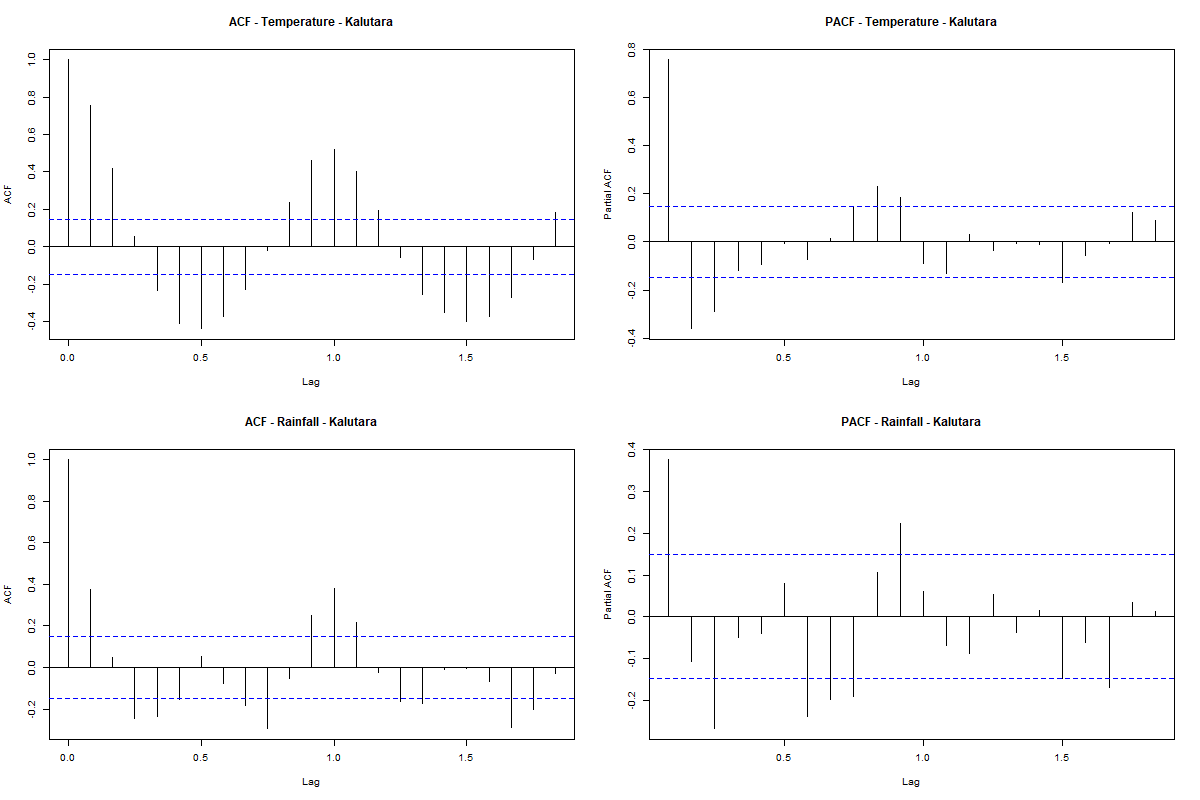 ACF - Temperature - Kalutara
ACF
1.0
0.8
0.6
0.4
0.2
0.0
-0.2
-0.4
0.0 0.5 1.0 1.5
Lag
PACF - Temperature - Kalutara
Partial ACF
0.8
0.6
0.4
0.2
0.0
-0.2
-0.4
0.5 1.0 1.5
Lag
ACF - Rainfall - Kalutara
ACF
1.0
0.8
0.6
0.4
0.2
0.0
-0.2
0.0 0.5 1.0 1.5
Lag
PACF - Rainfall - Kalutara
Partial ACF
0.4
0.3
0.2
0.1
0.0
-0.1
-0.2
0.5 1.0 1.5
Lag